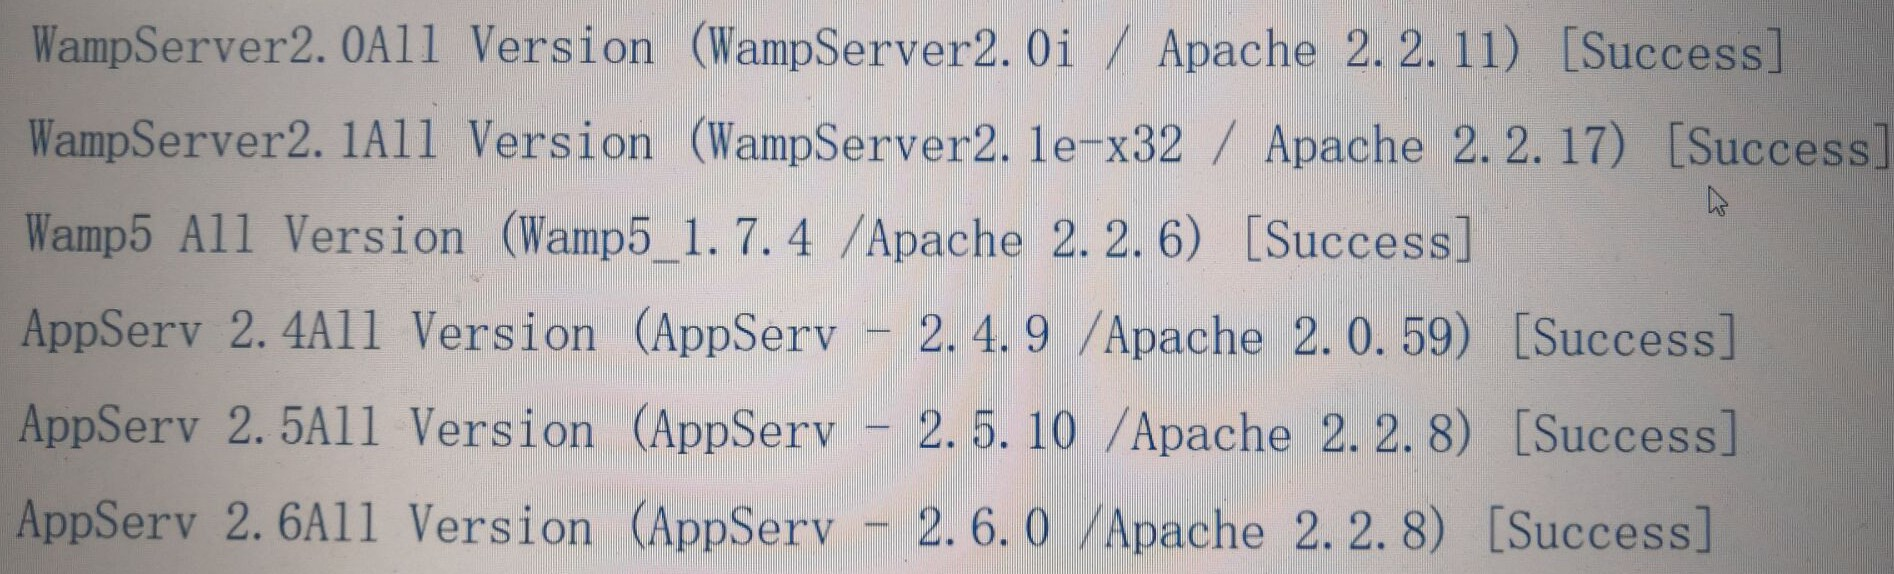 WampServer2.0All Version (WampServer2.0i / Apache 2.2.11) [Success]
WampServer2.1All Version (WampServer2.1e-x32 / Apache 2.2.17) [Success]
Wamp5 All Version (Wamp5_1.7.4 /Apache 2.2.6) [Success]
AppServ 2.4All Version (AppServ - 2.4.9 /Apache 2.0.59) [Success]
AppServ 2.5All Version (AppServ - 2.5.10 /Apache 2.2.8) [Success]
AppServ 2.6All Version (AppServ - 2.6.0 /Apache 2.2.8) [Success]